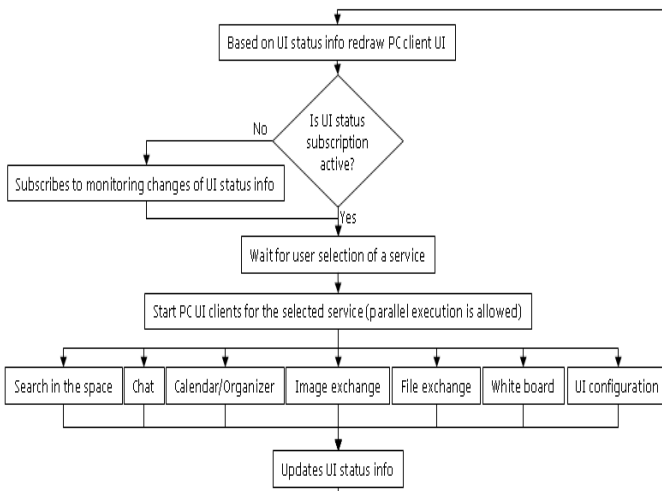 Based on UI status info redraw PC client UI
Is UI status
subscription
active?
No
Subscribes to monitoring changes of UI status info
Yes
Wait for user selection of a service
Start PC UI clients for the selected service (parallel execution is allowed)
Search in the space
Chat
Calendar/Organizer
Image exchange
File exchange
White board
UI configuration
Updates UI status info